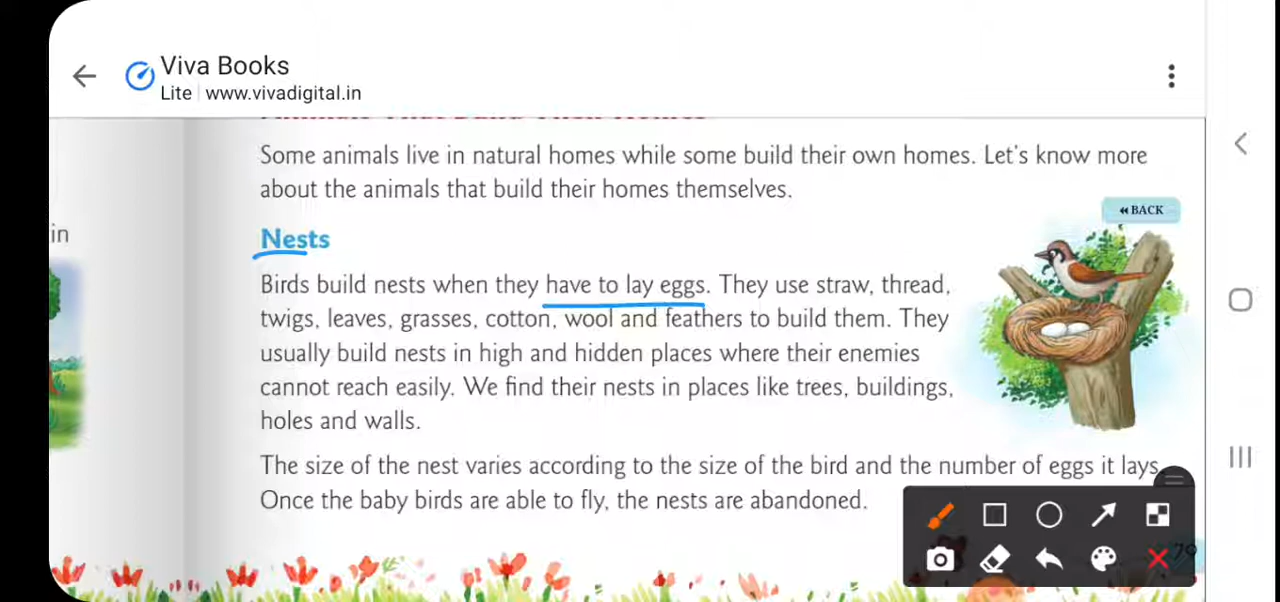 Viva Books
Lite www.vivadigital.in
Animals That Build Their Homes
Some animals live in natural homes while some build their own homes. Let's know more
about the animals that build their homes themselves.
BACK
in
Nests
Birds build nests when they have to lay eggs. They use straw, thread,
twigs, leaves, grasses, cotton, wool and feathers to build them. They
usually build nests in high and hidden places where their enemies
cannot reach easily. We find their nests in places like trees, buildings,
holes and walls.
The size of the nest varies according to the size of the bird and the number of eggs it lays
Once the baby birds are able to fly, the nests are abandoned.
79